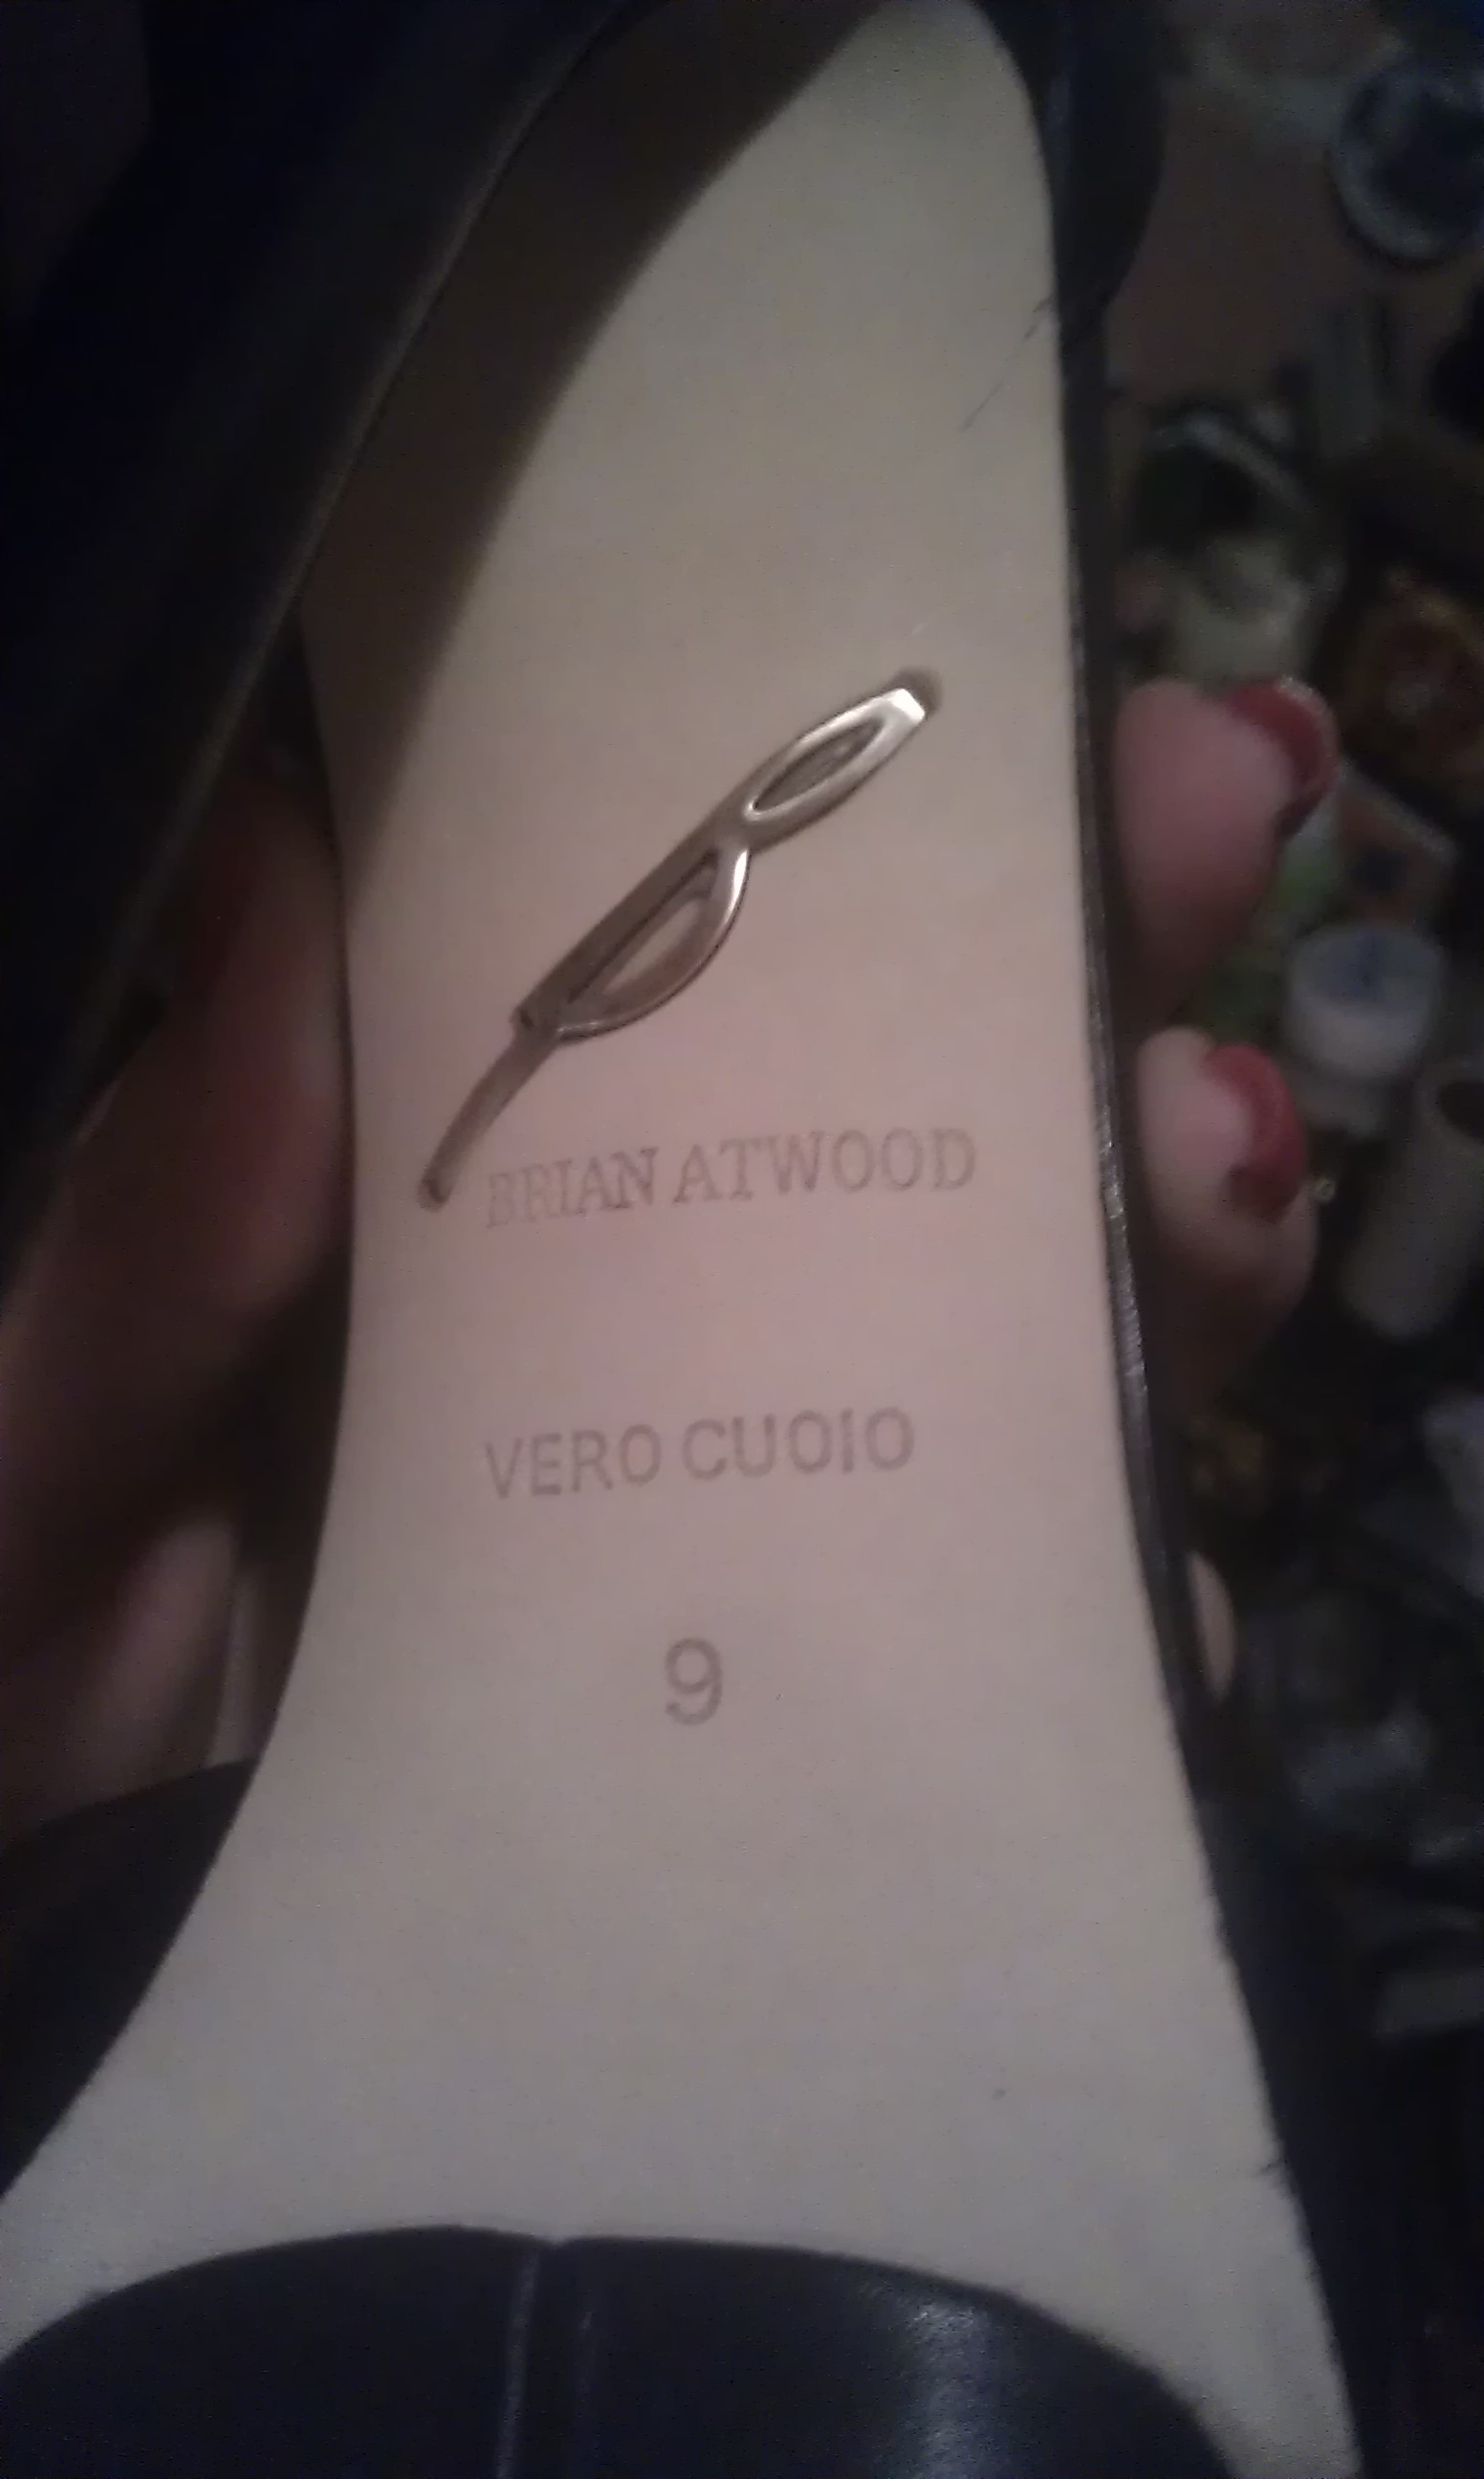 BRIAN ATWOOD
VERO CUOIO
9